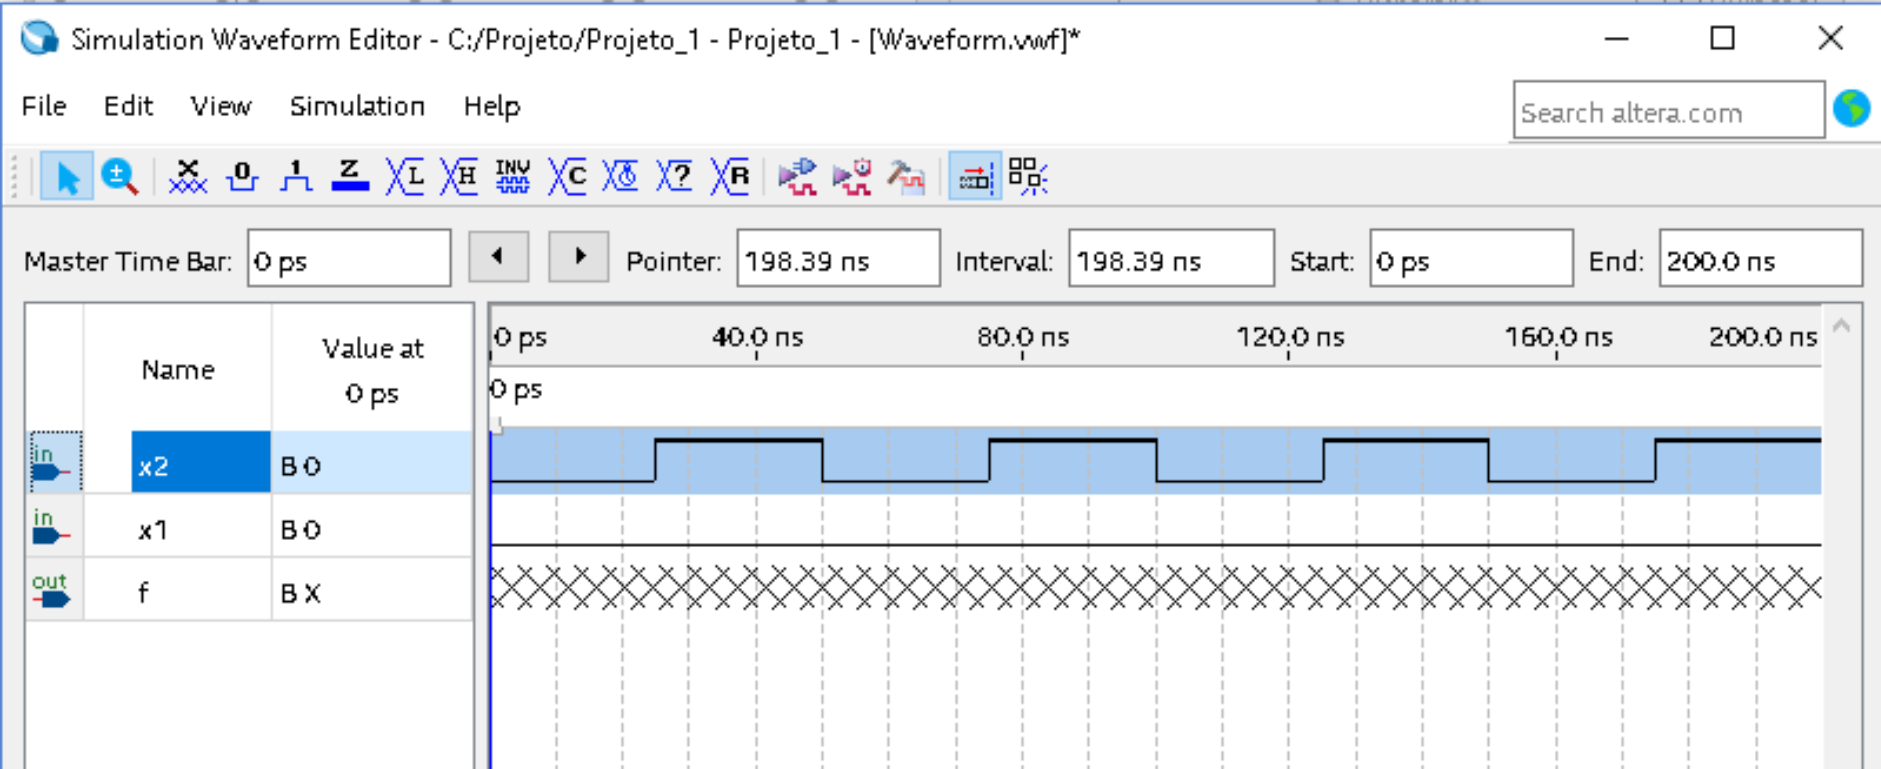 Simulation Waveform Editor - C:/Projeto/Projeto_1 - Projeto_1 - [Waveform.vwf]*
File Edit View Simulation Help
Search altera.com
X 0 1 Z L H INV C ? R
Master Time Bar: 0 ps Pointer: 198.39 ns Interval: 198.39 ns Start: 0 ps End: 200.0 ns
Name
Value at
0 ps
0 ps 40.0 ns 80.0 ns 120.0 ns 160.0 ns 200.0 ns
0 ps
in x2 B 0
in x1 B 0
out f B X